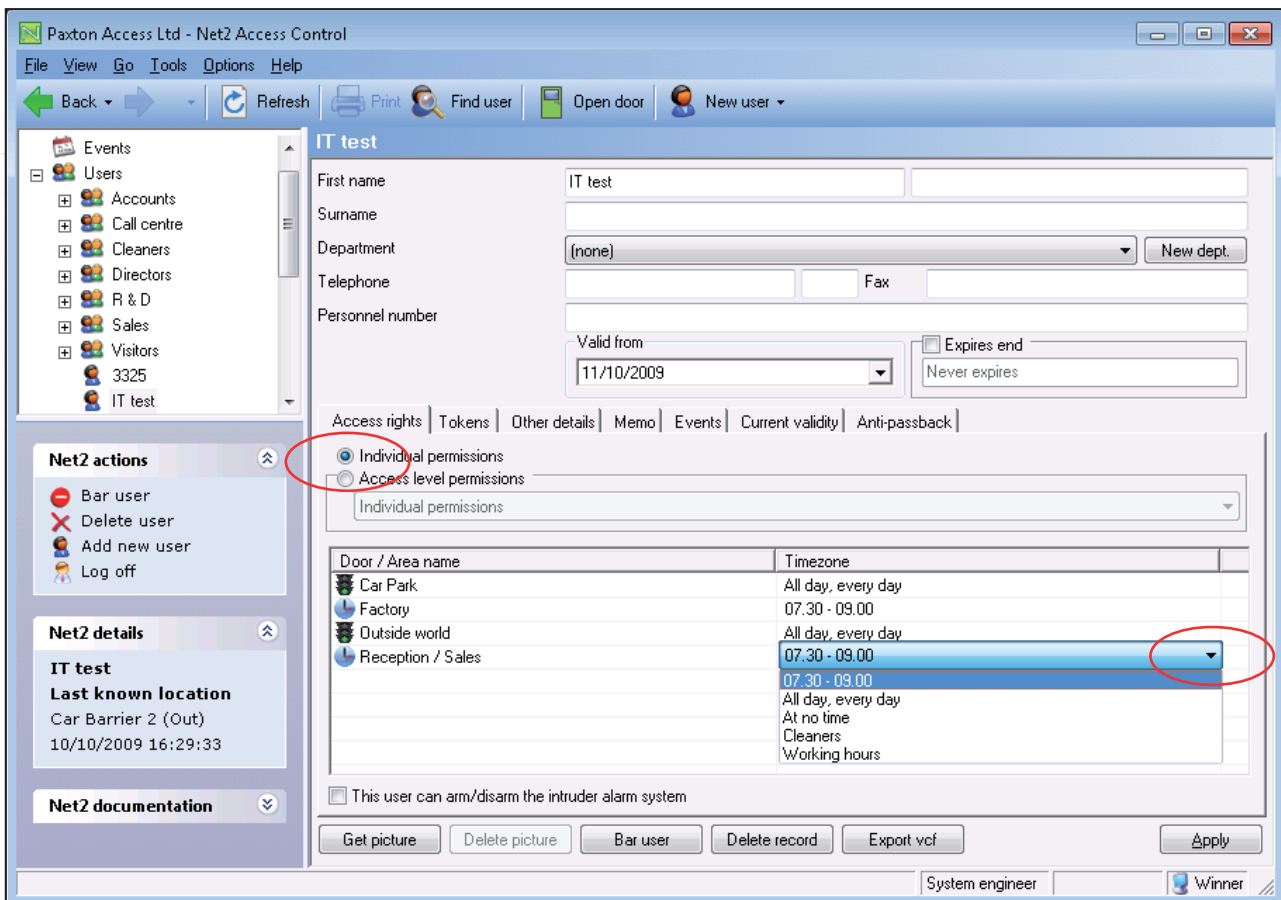 Paxton Access Ltd - Net2 Access Control
File View Go Tools Options Help
Back Refresh Print Find user Open door New user
Events
Users
Accounts
Call centre
Cleaners
Directors
R & D
Sales
Visitors
3325
IT test
Net2 actions
Bar user
Delete user
Add new user
Log off
Net2 details
IT test
Last known location
Car Barrier 2 (Out)
10/10/2009 16:29:33
Net2 documentation
IT test
First name IT test
Surname
Department (none) New dept.
Telephone Fax
Personnel number
Valid from Expires end
11/10/2009 Never expires
Access rights Tokens Other details Memo Events Current validity Anti-passback
Individual permissions
Access level permissions
Individual permissions
Door / Area name Timezone
Car Park All day, every day
Factory 07.30 - 09.00
Outside world All day, every day
Reception / Sales 07.30 - 09.00
07.30 - 09.00
All day, every day
At no time
Cleaners
Working hours
This user can arm/disarm the intruder alarm system
Get picture Delete picture Bar user Delete record Export vcf Apply
System engineer Winner